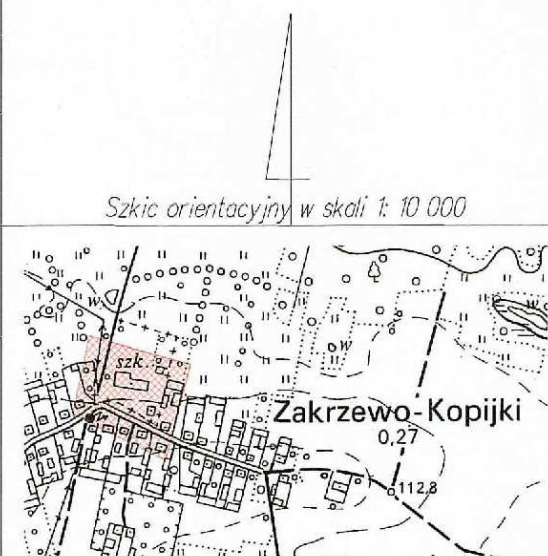 Szkic orientacyjny w skali 1: 10 000
w
w
szk.
w
Zakrzewo-Kopijki
0,27
112,8